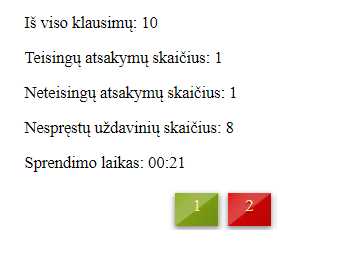 Iš viso klausimų: 10
Teisingų atsakymų skaičius: 1
Neteisingų atsakymų skaičius: 1
Nespręstų uždavinių skaičius: 8
Sprendimo laikas: 00:21
1 2